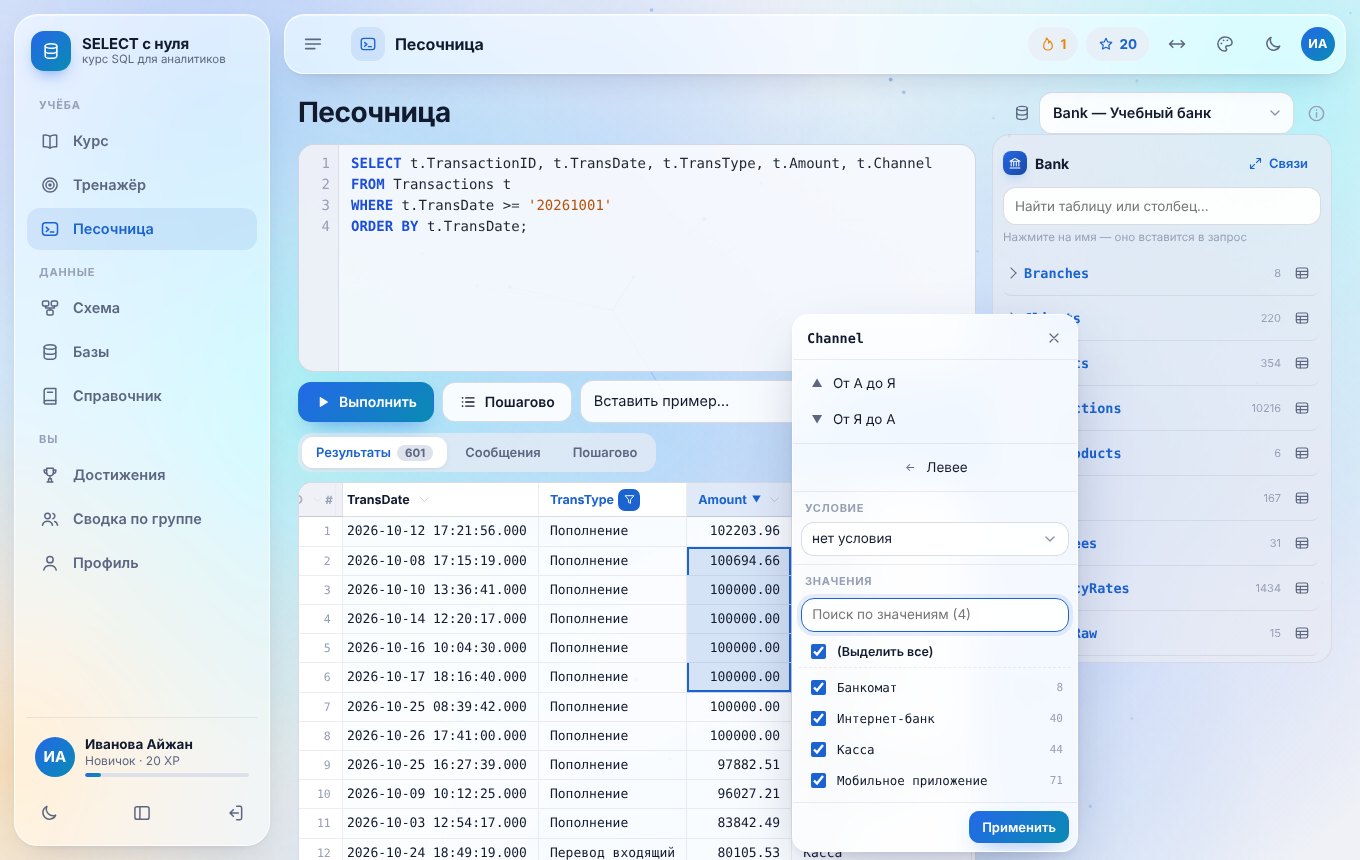 SELECT с нуля
курс SQL для аналитиков
УЧЁБА
Курс
Тренажёр
Песочница
ДАННЫЕ
Схема
Базы
Справочник
ВЫ
Достижения
Сводка по группе
Профиль
ИА
Иванова Айжан
Новичок · 20 XP
Песочница
1
20
ИА
Песочница
Bank — Учебный банк
1 SELECT t.TransactionID, t.TransDate, t.TransType, t.Amount, t.Channel
2 FROM Transactions t
3 WHERE t.TransDate >= '20261001'
4 ORDER BY t.TransDate;
Выполнить
Пошагово
Вставить пример...
Результаты 601
Сообщения
Пошагово
# TransDate TransType Amount ▼
1 2026-10-12 17:21:56.000 Пополнение 102203.96
2 2026-10-08 17:15:19.000 Пополнение 100694.66
3 2026-10-10 13:36:41.000 Пополнение 100000.00
4 2026-10-14 12:20:17.000 Пополнение 100000.00
5 2026-10-16 10:04:30.000 Пополнение 100000.00
6 2026-10-17 18:16:40.000 Пополнение 100000.00
7 2026-10-25 08:39:42.000 Пополнение 100000.00
8 2026-10-26 17:41:00.000 Пополнение 100000.00
9 2026-10-25 16:27:39.000 Пополнение 97882.51
10 2026-10-09 10:12:25.000 Пополнение 96027.21
11 2026-10-03 12:54:17.000 Пополнение 83842.49
12 2026-10-24 18:49:19.000 Перевод входящий 80105.53 Касса
Channel
▲ От А до Я
▼ От Я до А
← Левее
УСЛОВИЕ
нет условия
ЗНАЧЕНИЯ
Поиск по значениям (4)
(Выделить все)
Банкомат 8
Интернет-банк 40
Касса 44
Мобильное приложение 71
Применить
Bank
Связи
Найти таблицу или столбец...
Нажмите на имя — оно вставится в запрос
Branches 8
220
354
10216
6
167
31
1434
15